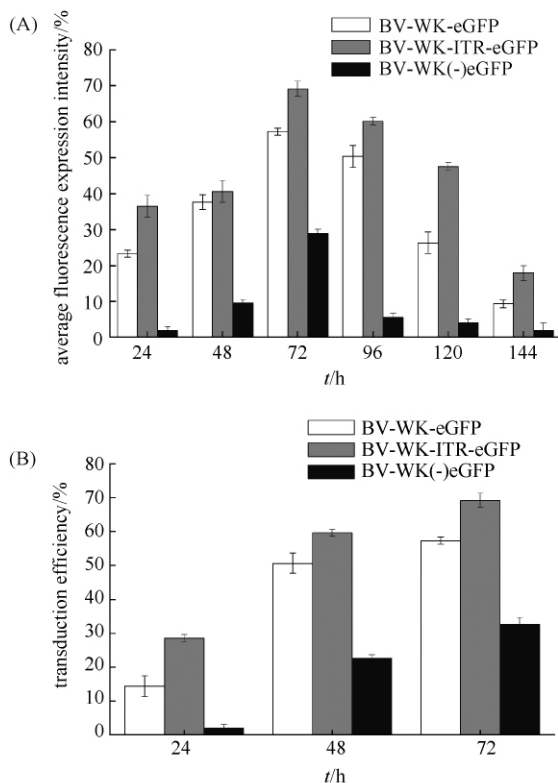 (A)
BV-WK-eGFP
BV-WK-ITR-eGFP
BV-WK(-)eGFP
average fluorescence expression intensity/%
80
70
60
50
40
30
20
10
0
24 48 72 96 120 144
t/h
(B)
BV-WK-eGFP
BV-WK-ITR-eGFP
BV-WK(-)eGFP
transduction efficiency/%
80
70
60
50
40
30
20
10
0
24 48 72
t/h